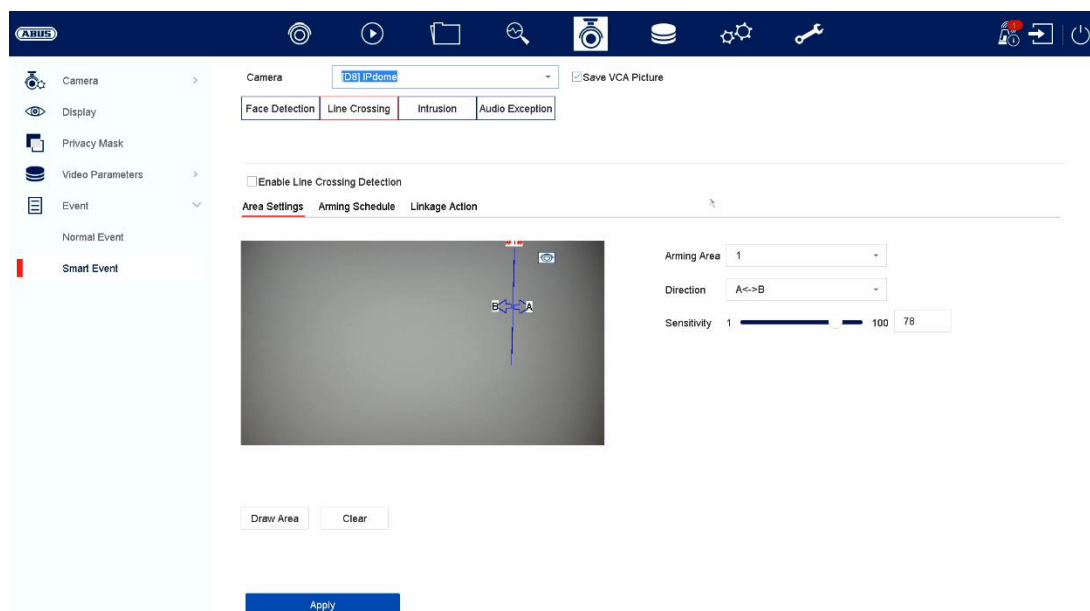 ABUS
1
Camera
Display
Privacy Mask
Video Parameters
Event
Normal Event
Smart Event
Camera [D8] IPdome Save VCA Picture
Face Detection Line Crossing Intrusion Audio Exception
Enable Line Crossing Detection
Area Settings Arming Schedule Linkage Action
#1#
B A
Arming Area 1
Direction A<->B
Sensitivity 1 100 78
Draw Area Clear
Apply